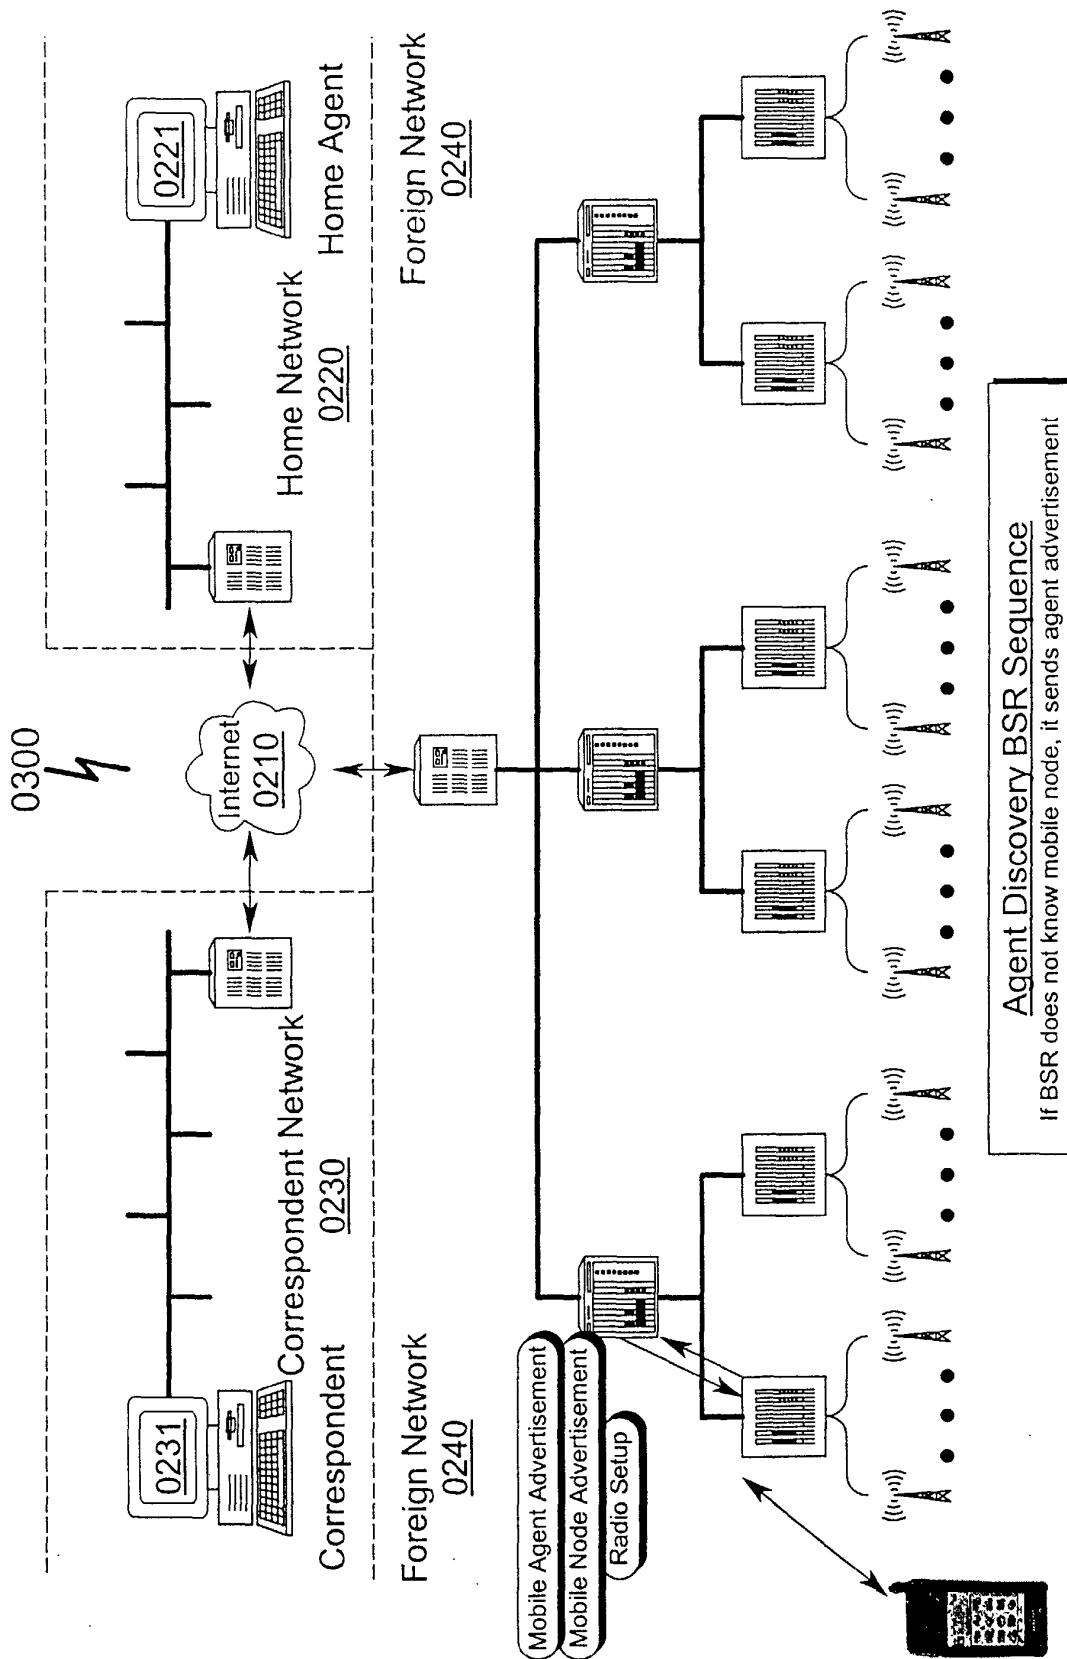 0300
0231
Correspondent
Correspondent Network
0230
Internet
0210
Home Network
0220
0221
Home Agent
Foreign Network
0240
Foreign Network
0240
Mobile Agent Advertisement
Mobile Node Advertisement
Radio Setup
Agent Discovery BSR Sequence
If BSR does not know mobile node, it sends agent advertisement